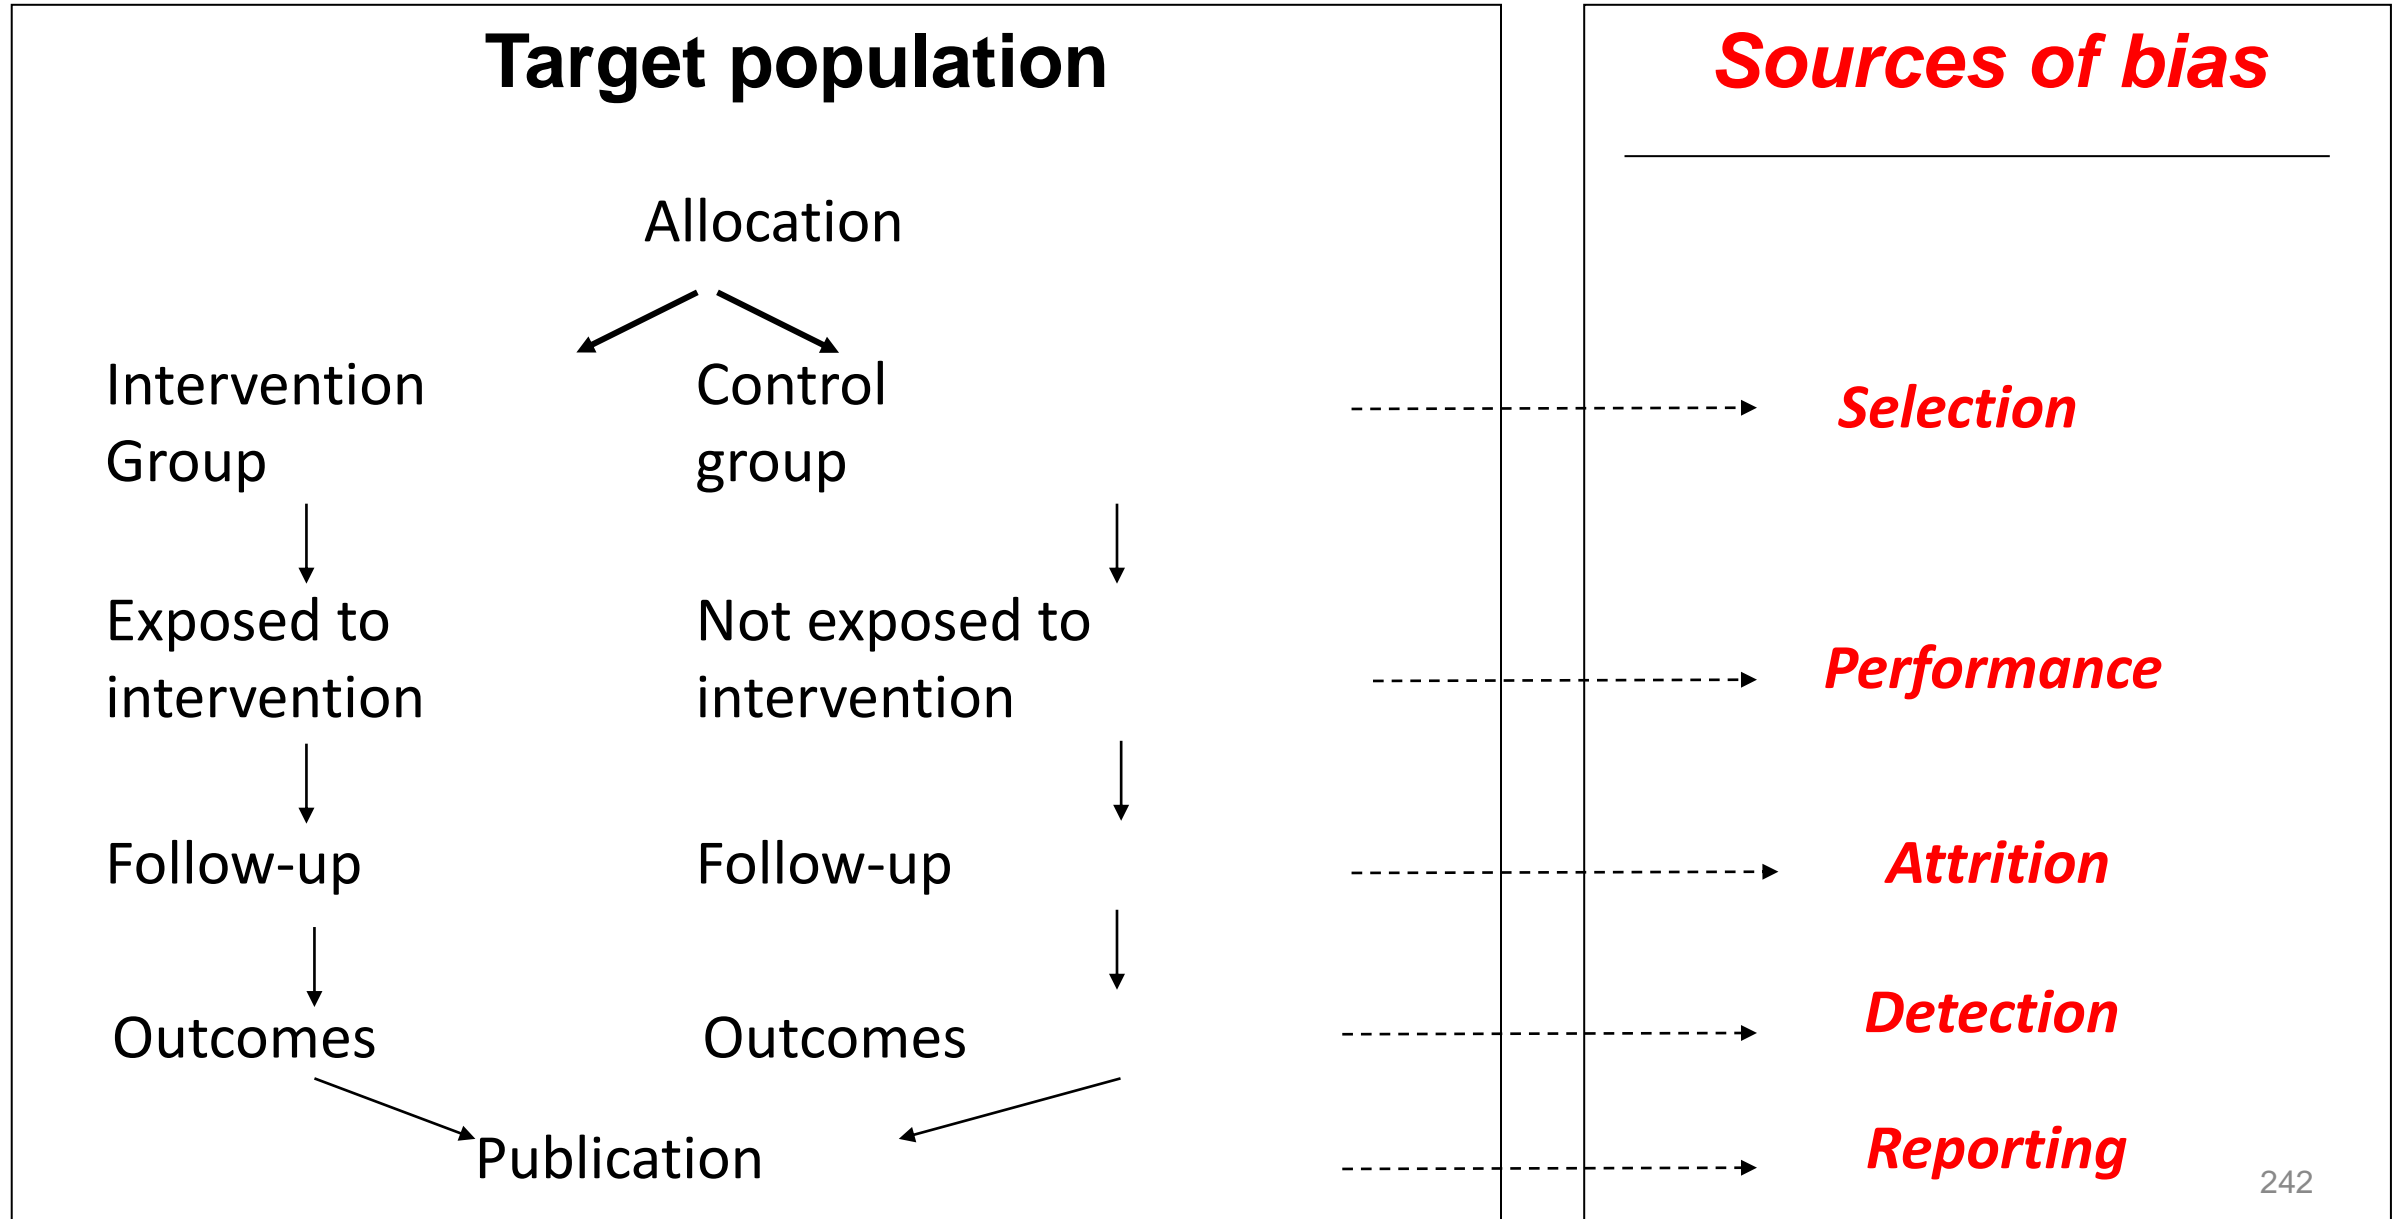 Target population
Sources of bias
Allocation
Intervention
Group
Control
group
Selection
Exposed to
intervention
Not exposed to
intervention
Performance
Follow-up
Follow-up
Attrition
Outcomes
Outcomes
Detection
Publication
Reporting
242